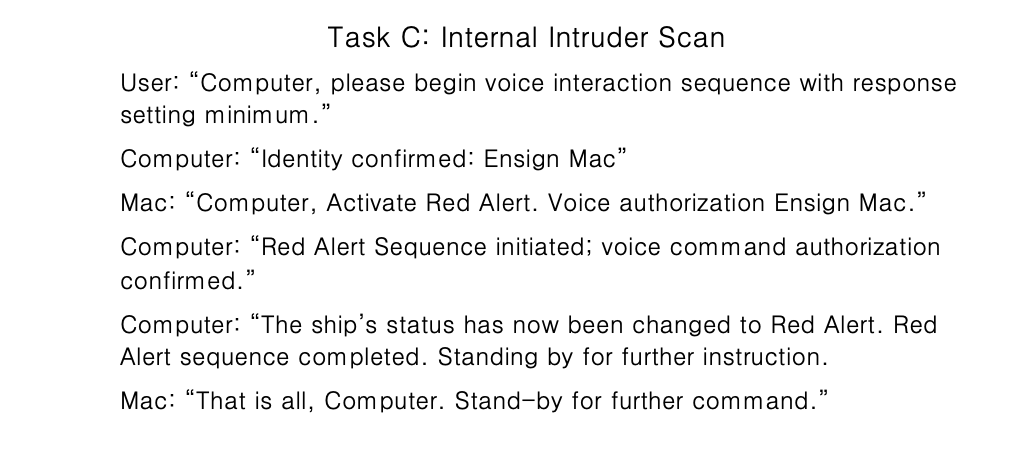 Task C: Internal Intruder Scan
User: “Computer, please begin voice interaction sequence with response
setting minimum.”
Computer: “Identity confirmed: Ensign Mac”
Mac: “Computer, Activate Red Alert. Voice authorization Ensign Mac.”
Computer: “Red Alert Sequence initiated; voice command authorization
confirmed.”
Computer: “The ship’s status has now been changed to Red Alert. Red
Alert sequence completed. Standing by for further instruction.
Mac: “That is all, Computer. Stand-by for further command.”